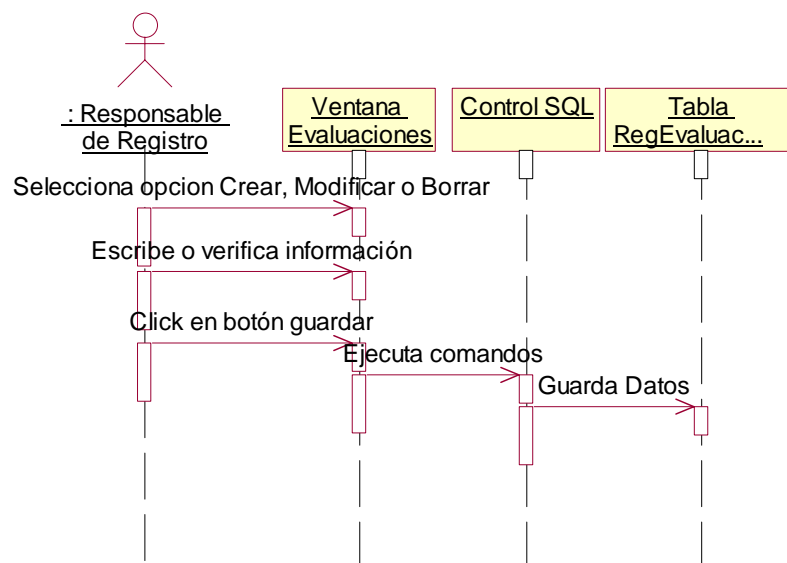 : Responsable
de Registro
Ventana
Evaluaciones
Control SQL
Tabla
RegEvaluac...
Selecciona opcion Crear, Modificar o Borrar
Escribe o verifica información
Click en botón guardar
Ejecuta comandos
Guarda Datos